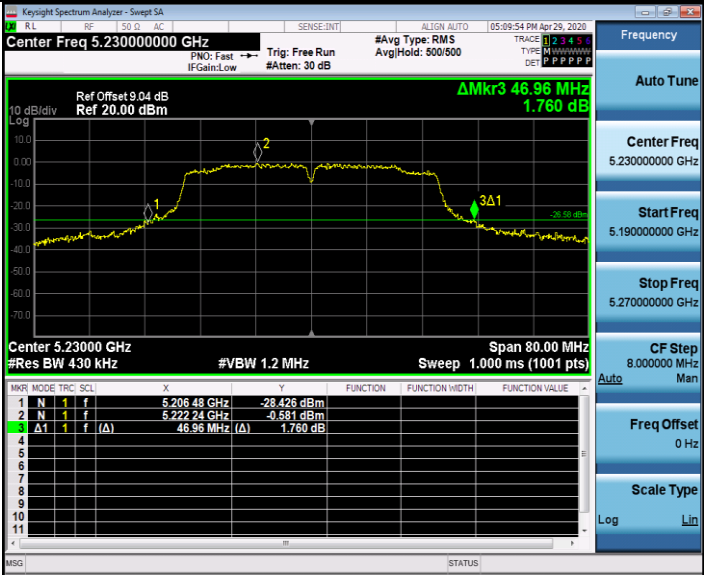 Keysight Spectrum Analyzer - Swept SA
RL RF 50 Ω AC SENSE:INT ALIGN AUTO 05:09:54 PM Apr 29, 2020
Center Freq 5.230000000 GHz
PNO: Fast
IFGain:Low
Trig: Free Run
#Atten: 30 dB
#Avg Type: RMS
Avg|Hold: 500/500
TRACE 1 2 3 4 5 6
TYPE MWWWWW
DET P P P P P P
ΔMkr3 46.96 MHz
1.760 dB
Ref Offset 9.04 dB
10 dB/div Ref 20.00 dBm
Log
10.0
0.00
-10.0
-20.0
-30.0
-40.0
-50.0
-60.0
-70.0
1
2
3Δ1
-26.58 dBm
Center 5.23000 GHz Span 80.00 MHz
#Res BW 430 kHz #VBW 1.2 MHz Sweep 1.000 ms (1001 pts)
MKR MODE TRC SCL X Y FUNCTION FUNCTION WIDTH FUNCTION VALUE
1 N 1 f 5.206 48 GHz -28.426 dBm
2 N 1 f 5.222 24 GHz -0.581 dBm
3 Δ1 1 f (Δ) 46.96 MHz (Δ) 1.760 dB
4
5
6
7
8
9
10
11
MSG STATUS
Frequency
Auto Tune
Center Freq
5.230000000 GHz
Start Freq
5.190000000 GHz
Stop Freq
5.270000000 GHz
CF Step
8.000000 MHz
Auto Man
Freq Offset
0 Hz
Scale Type
Log Lin